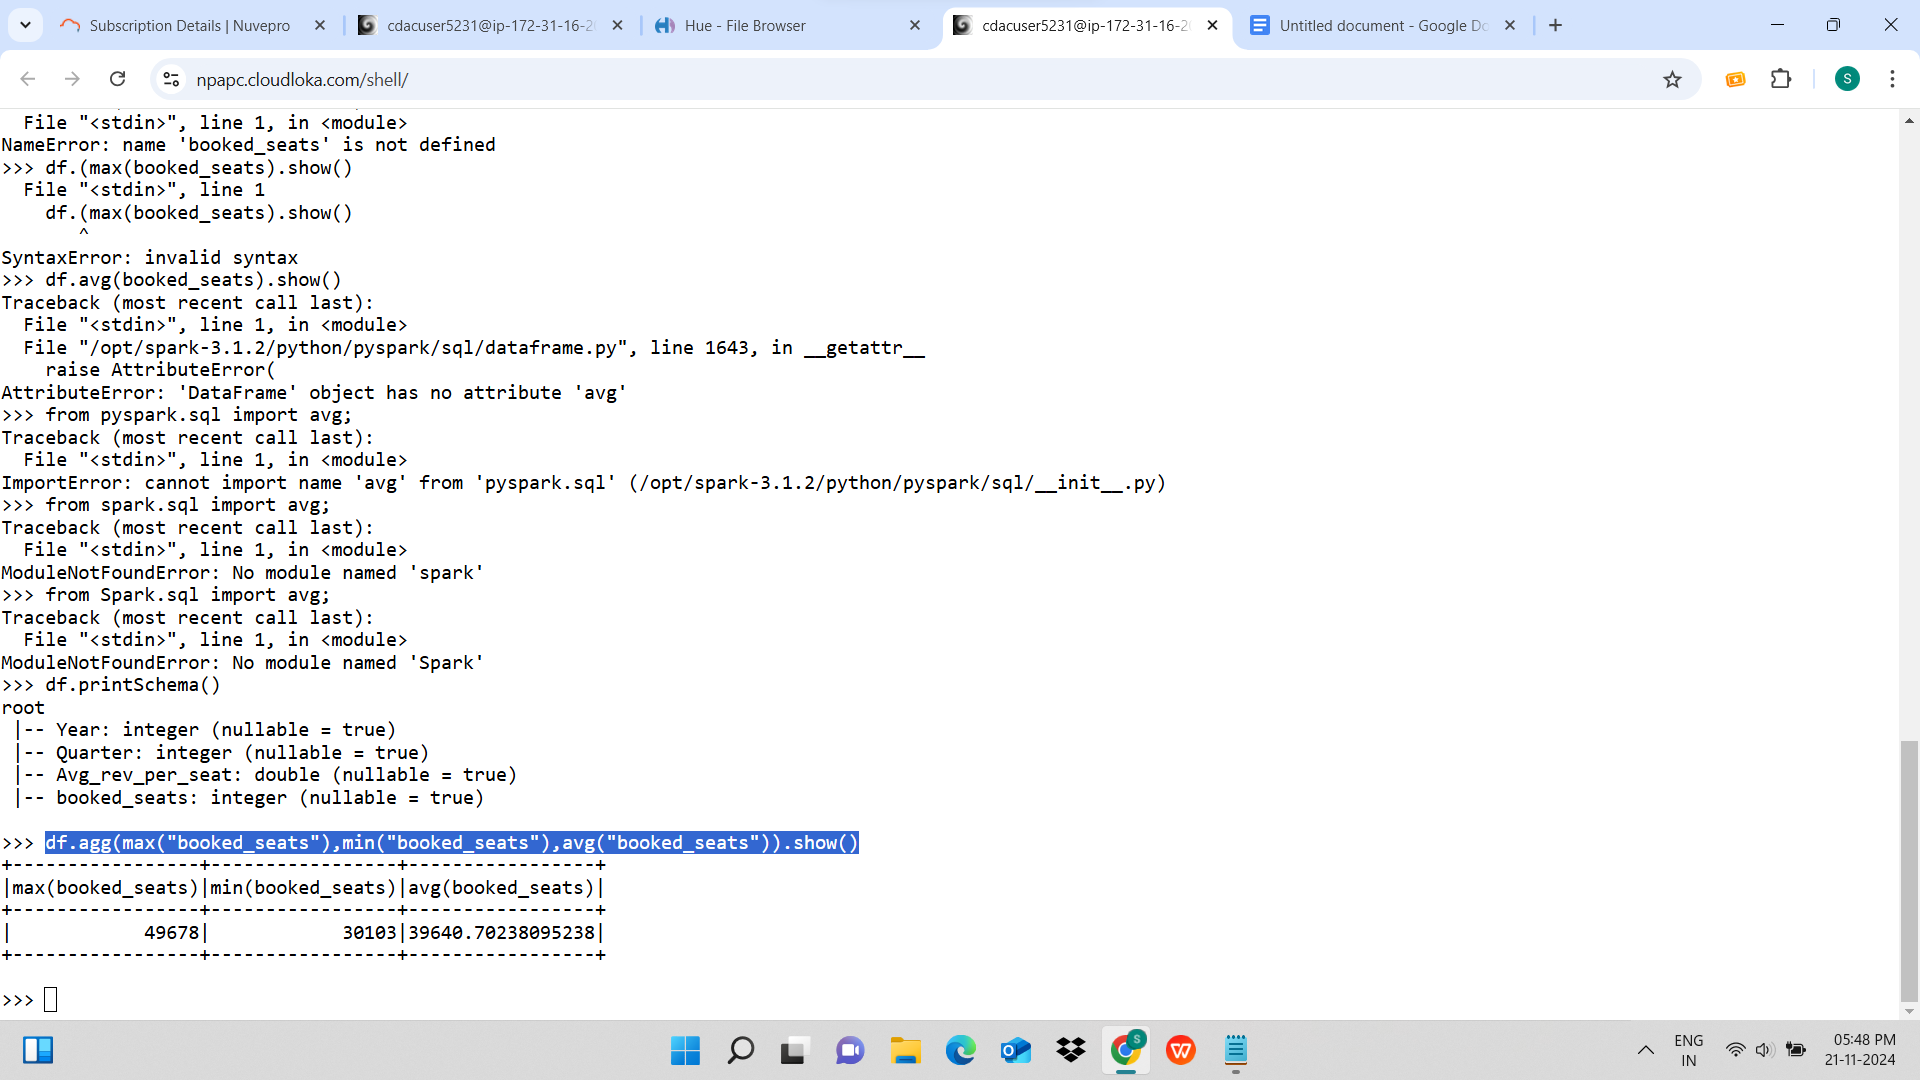 Subscription Details | Nuvepro
cdacuser5231@ip-172-31-16-2
Hue - File Browser
cdacuser5231@ip-172-31-16-2
Untitled document - Google Do
npapc.cloudloka.com/shell/
S
File "<stdin>", line 1, in <module>
NameError: name 'booked_seats' is not defined
>>> df.(max(booked_seats).show()
File "<stdin>", line 1
df.(max(booked_seats).show()
^
SyntaxError: invalid syntax
>>> df.avg(booked_seats).show()
Traceback (most recent call last):
File "<stdin>", line 1, in <module>
File "/opt/spark-3.1.2/python/pyspark/sql/dataframe.py", line 1643, in __getattr__
raise AttributeError(
AttributeError: 'DataFrame' object has no attribute 'avg'
>>> from pyspark.sql import avg;
Traceback (most recent call last):
File "<stdin>", line 1, in <module>
ImportError: cannot import name 'avg' from 'pyspark.sql' (/opt/spark-3.1.2/python/pyspark/sql/__init__.py)
>>> from spark.sql import avg;
Traceback (most recent call last):
File "<stdin>", line 1, in <module>
ModuleNotFoundError: No module named 'spark'
>>> from Spark.sql import avg;
Traceback (most recent call last):
File "<stdin>", line 1, in <module>
ModuleNotFoundError: No module named 'Spark'
>>> df.printSchema()
root
|-- Year: integer (nullable = true)
|-- Quarter: integer (nullable = true)
|-- Avg_rev_per_seat: double (nullable = true)
|-- booked_seats: integer (nullable = true)
>>> df.agg(max("booked_seats"),min("booked_seats"),avg("booked_seats")).show()
+-----------------+-----------------+-----------------+
|max(booked_seats)|min(booked_seats)|avg(booked_seats)|
+-----------------+-----------------+-----------------+
|            49678|            30103|39640.70238095238|
+-----------------+-----------------+-----------------+
>>>
S
ENG
IN
05:48 PM
21-11-2024